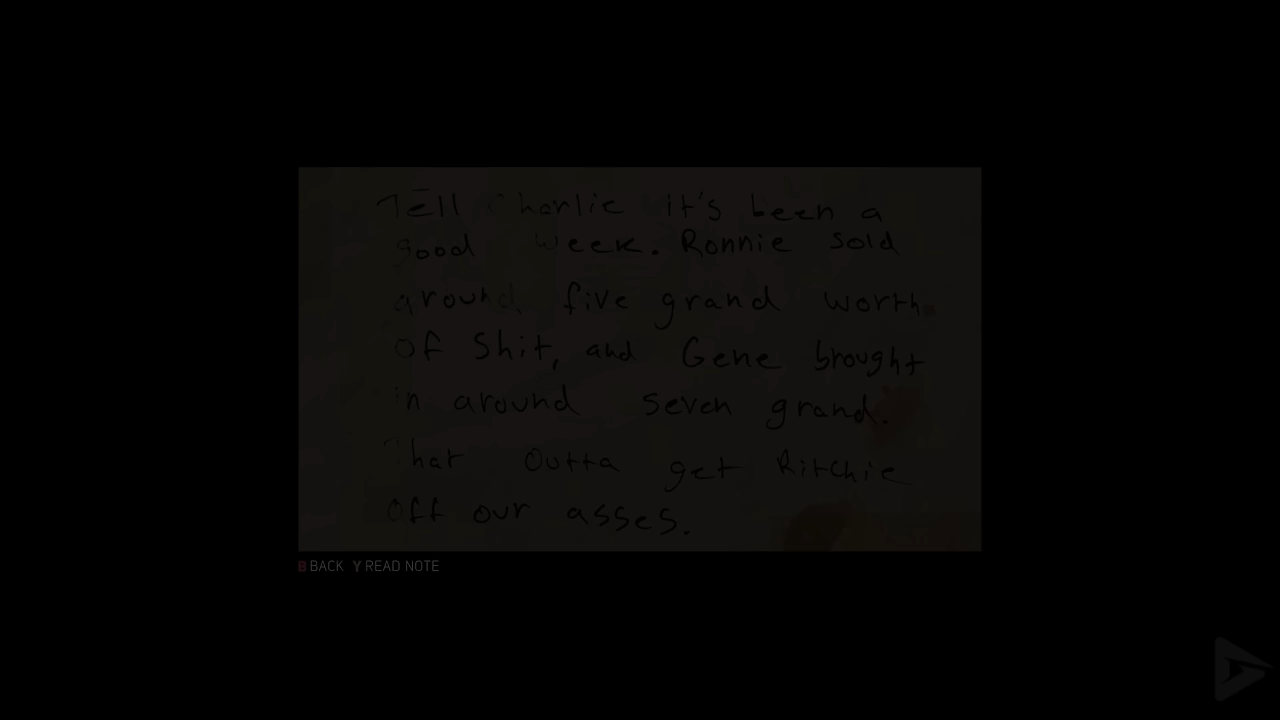 Tell Charlie it's been a
good week. Ronnie sold
around five grand worth
of Shit, and Gene brought
in around seven grand.
That Outta get Ritchie
Off our asses.
B BACK Y READ NOTE